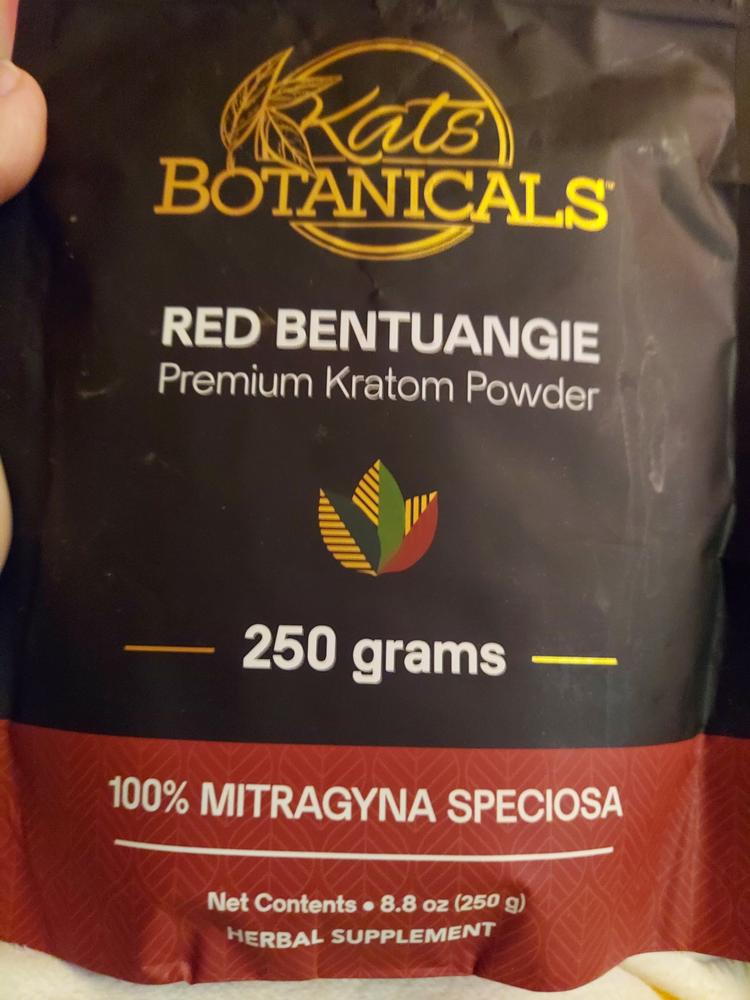 Kats
BOTANICALS™
RED BENTUANGIE
Premium Kratom Powder
250 grams
100% MITRAGYNA SPECIOSA
Net Contents • 8.8 oz (250 g)
HERBAL SUPPLEMENT